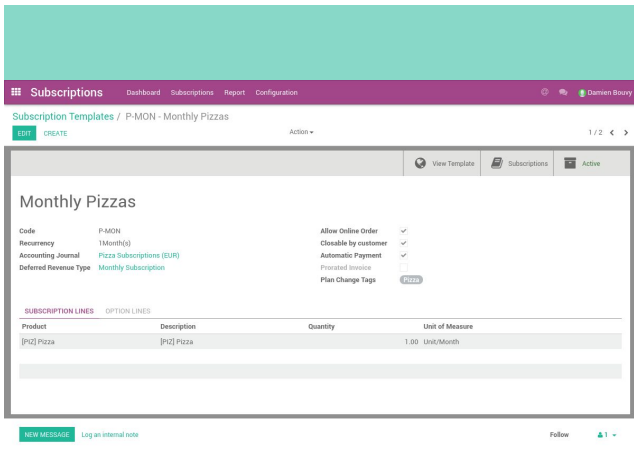 Subscriptions Dashboard Subscriptions Report Configuration Damien Bouvy
Subscription Templates / P-MON - Monthly Pizzas
EDIT CREATE Action 1 / 2
View Template Subscriptions Active
Monthly Pizzas
Code P-MON Allow Online Order
Recurrency 1Month(s) Closable by customer
Accounting Journal Pizza Subscriptions (EUR) Automatic Payment
Deferred Revenue Type Monthly Subscription Prorated Invoice
Plan Change Tags Pizza
SUBSCRIPTION LINES OPTION LINES
Product Description Quantity Unit of Measure
[PIZ] Pizza [PIZ] Pizza 1.00 Unit/Month
NEW MESSAGE Log an internal note Follow 1